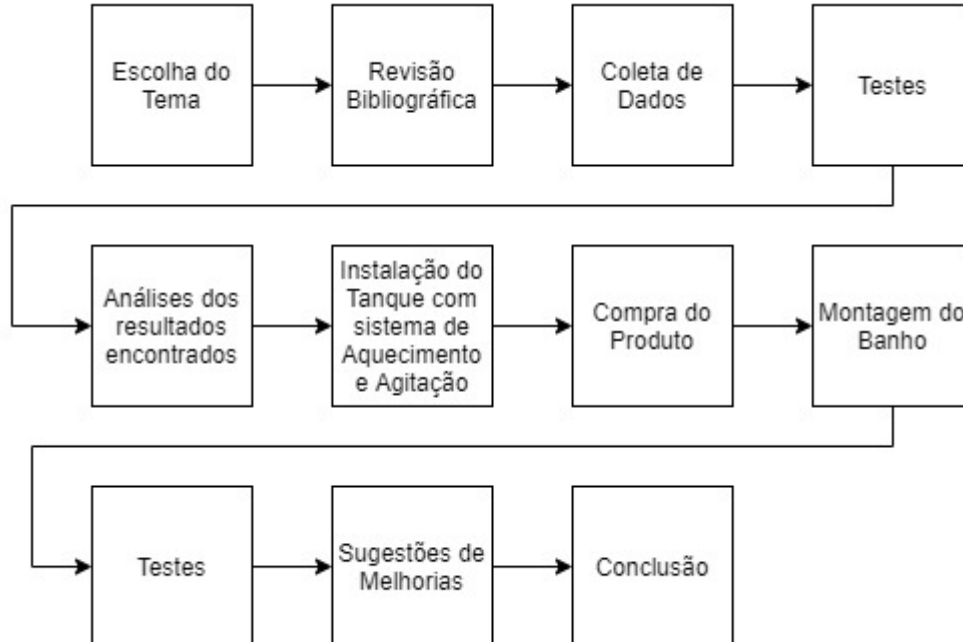 Escolha do
Tema
Revisão
Bibliográfica
Coleta de
Dados
Testes
Análises dos
resultados
encontrados
Instalação do
Tanque com
sistema de
Aquecimento
e Agitação
Compra do
Produto
Montagem do
Banho
Testes
Sugestões de
Melhorias
Conclusão